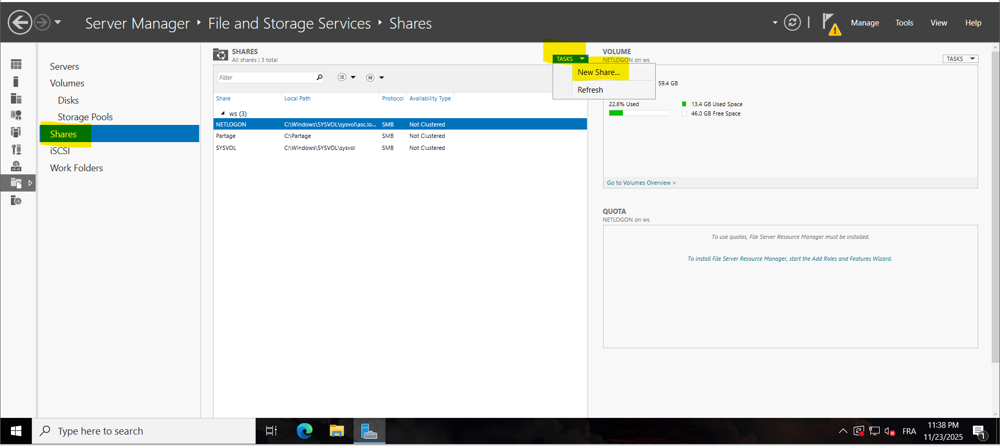 Server Manager ‣ File and Storage Services ‣ Shares
Manage Tools View Help
Servers
Volumes
Disks
Storage Pools
Shares
iSCSI
Work Folders
SHARES
All shares | 3 total
TASKS
New Share...
Refresh
Filter
Share Local Path Protocol Availability Type
ws (3)
NETLOGON C:\Windows\SYSVOL\sysvol\asc.lo... SMB Not Clustered
Partage C:\Partage SMB Not Clustered
SYSVOL C:\Windows\SYSVOL\sysvol SMB Not Clustered
VOLUME
NETLOGON on ws
TASKS
59.4 GB
22.6% Used
13.4 GB Used Space
46.0 GB Free Space
Go to Volumes Overview >
QUOTA
NETLOGON on ws
To use quotas, File Server Resource Manager must be installed.
To install File Server Resource Manager, start the Add Roles and Features Wizard.
Type here to search
FRA
11:38 PM
11/23/2025
1